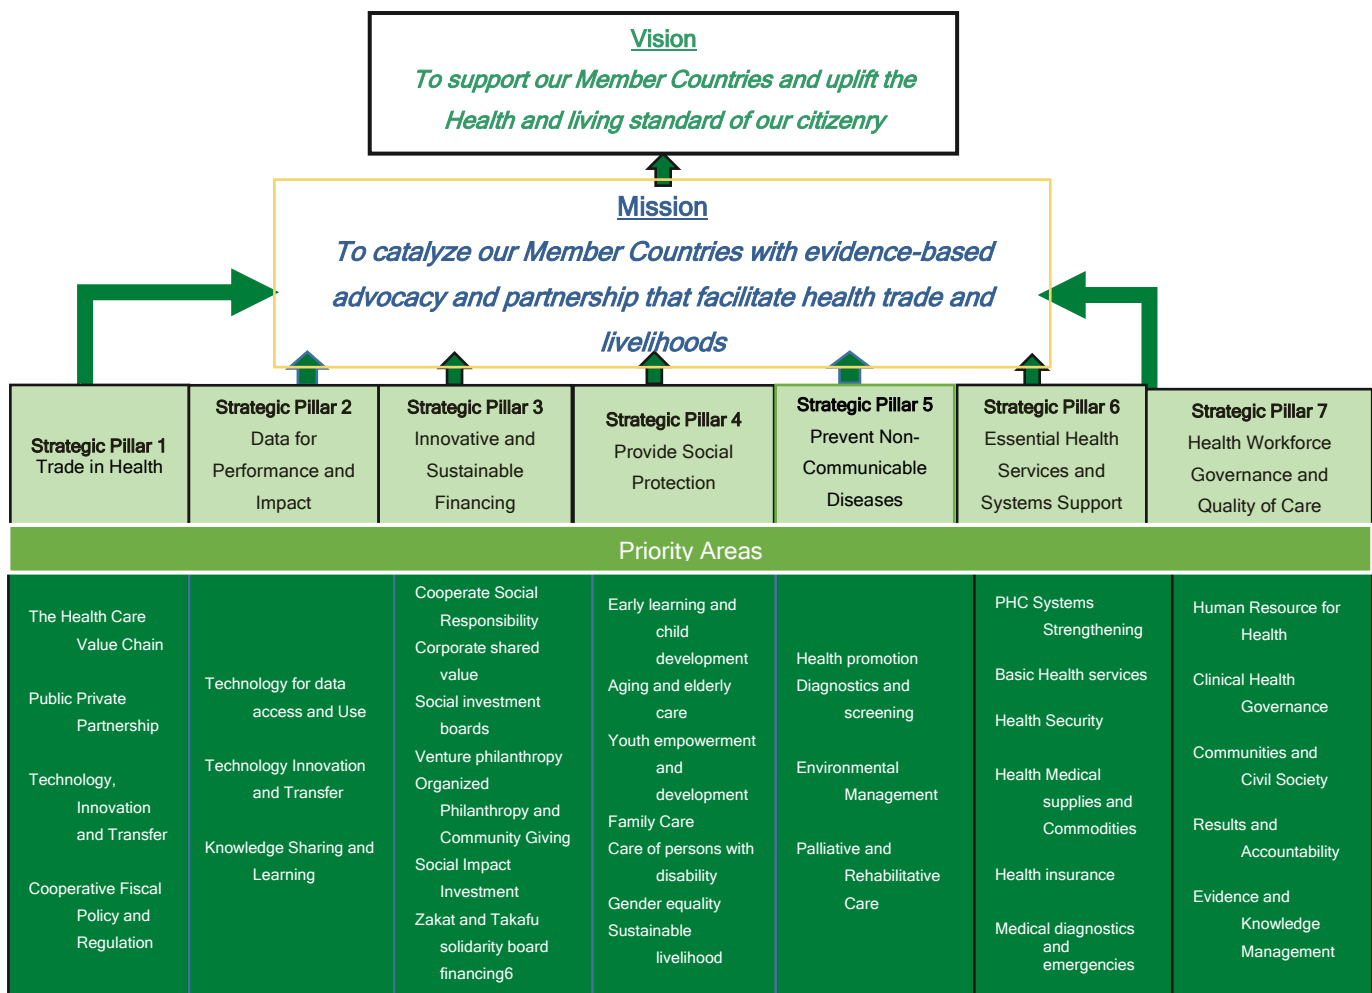 Vision
To support our Member Countries and uplift the
Health and living standard of our citizenry
Mission
To catalyze our Member Countries with evidence-based
advocacy and partnership that facilitate health trade and
livelihoods
Strategic Pillar 1
Trade in Health
Strategic Pillar 2
Data for
Performance and
Impact
Strategic Pillar 3
Innovative and
Sustainable
Financing
Strategic Pillar 4
Provide Social
Protection
Strategic Pillar 5
Prevent Non-
Communicable
Diseases
Strategic Pillar 6
Essential Health
Services and
Systems Support
Strategic Pillar 7
Health Workforce
Governance and
Quality of Care
Priority Areas
The Health Care
Value Chain
Public Private
Partnership
Technology,
Innovation
and Transfer
Cooperative Fiscal
Policy and
Regulation
Technology for data
access and Use
Technology Innovation
and Transfer
Knowledge Sharing and
Learning
Cooperate Social
Responsibility
Corporate shared
value
Social investment
boards
Venture philanthropy
Organized
Philanthropy and
Community Giving
Social Impact
Investment
Zakat and Takafu
solidarity board
financing6
Early learning and
child
development
Aging and elderly
care
Youth empowerment
and
development
Family Care
Care of persons with
disability
Gender equality
Sustainable
livelihood
Health promotion
Diagnostics and
screening
Environmental
Management
Palliative and
Rehabilitative
Care
PHC Systems
Strengthening
Basic Health services
Health Security
Health Medical
supplies and
Commodities
Health insurance
Medical diagnostics
and
emergencies
Human Resource for
Health
Clinical Health
Governance
Communities and
Civil Society
Results and
Accountability
Evidence and
Knowledge
Management